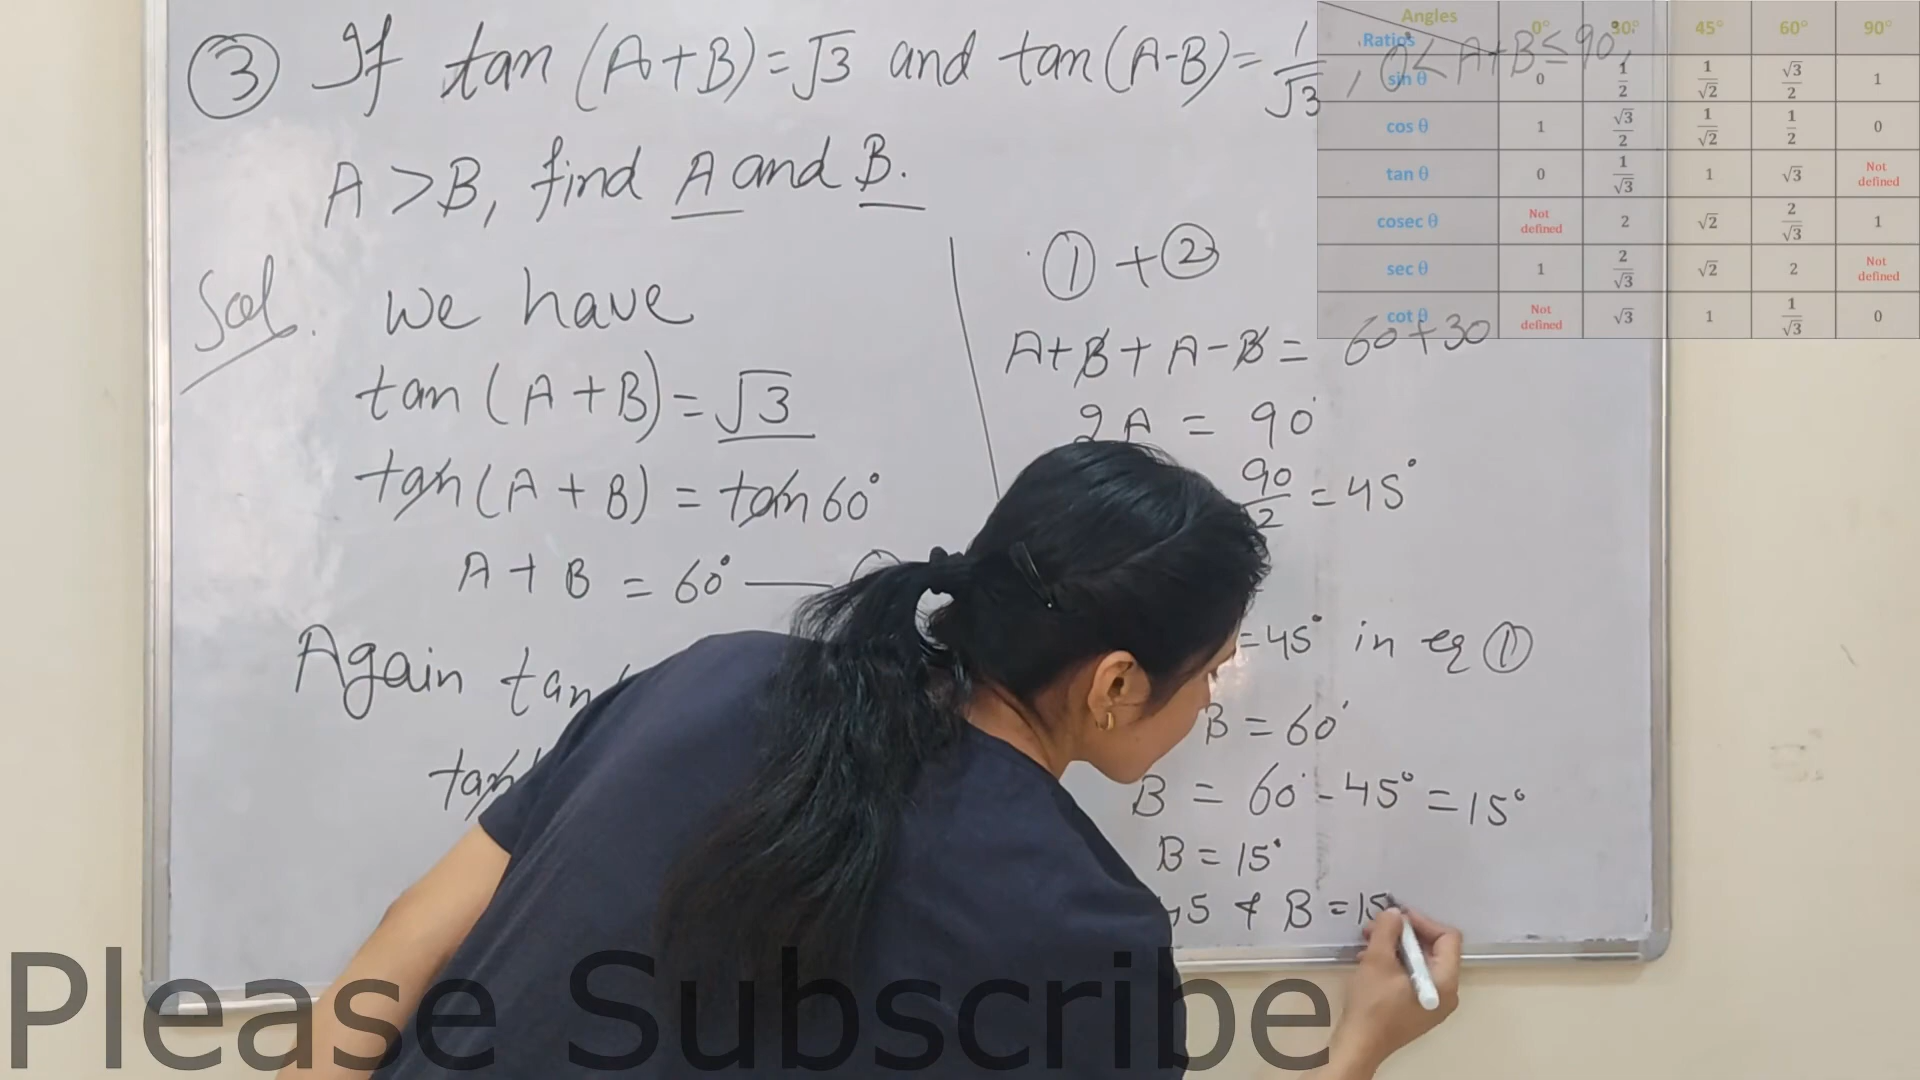 ③ If tan (A+B) = √3 and tan (A-B) = 1/√3, 0° < A+B ≤ 90°,
A > B, find A and B.
Sol. We have
tan (A+B) = √3
tan (A+B) = tan 60°
A + B = 60° —
Again tan
tan
① + ②
A+B + A-B = 60+30
2A = 90°
90/2 = 45°
=45° in eq ①
B = 60°
B = 60° - 45° = 15°
B = 15°
45 & B = 15
Angles 0° 30° 45° 60° 90°
Ratios
sin θ 0 1/2 1/√2 √3/2 1
cos θ 1 √3/2 1/√2 1/2 0
tan θ 0 1/√3 1 √3 Not defined
cosec θ Not defined 2 √2 2/√3 1
sec θ 1 2/√3 √2 2 Not defined
cot θ Not defined √3 1 1/√3 0
Please Subscribe